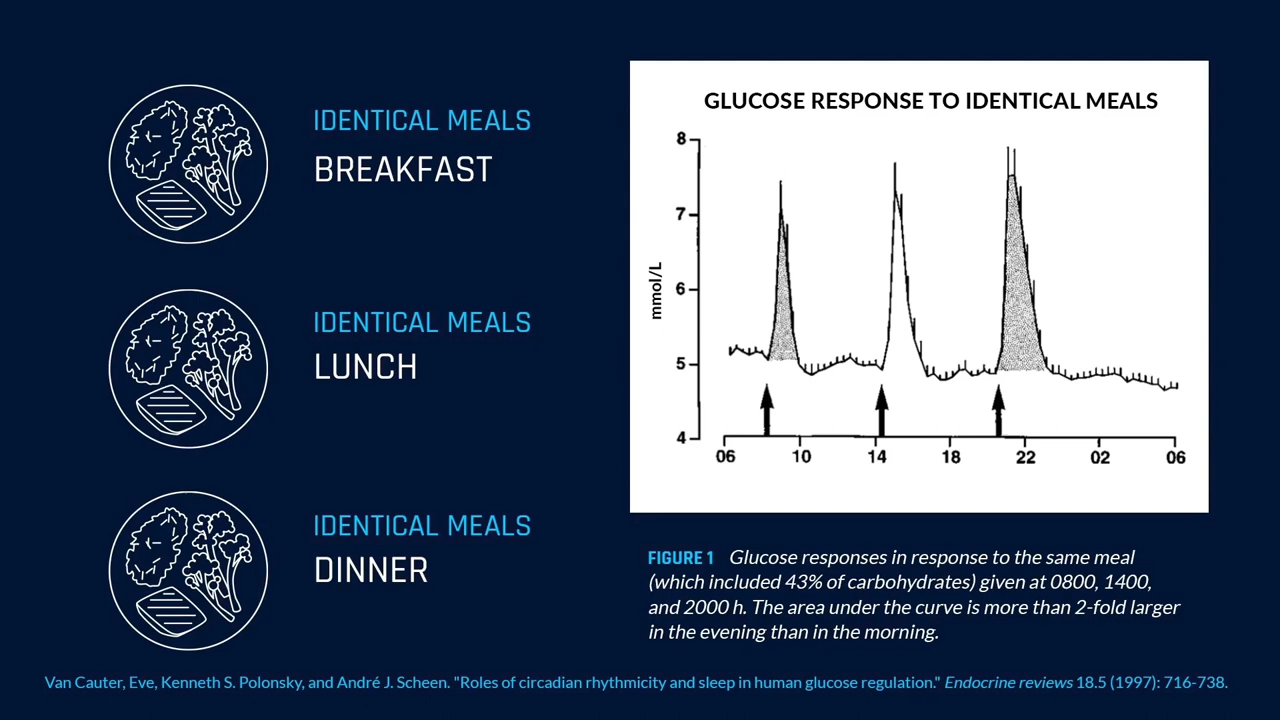 IDENTICAL MEALS
BREAKFAST
IDENTICAL MEALS
LUNCH
IDENTICAL MEALS
DINNER
GLUCOSE RESPONSE TO IDENTICAL MEALS
8
7
6
5
4
mmol/L
06 10 14 18 22 02 06
FIGURE 1 Glucose responses in response to the same meal
(which included 43% of carbohydrates) given at 0800, 1400,
and 2000 h. The area under the curve is more than 2-fold larger
in the evening than in the morning.
Van Cauter, Eve, Kenneth S. Polonsky, and André J. Scheen. "Roles of circadian rhythmicity and sleep in human glucose regulation." Endocrine reviews 18.5 (1997): 716-738.